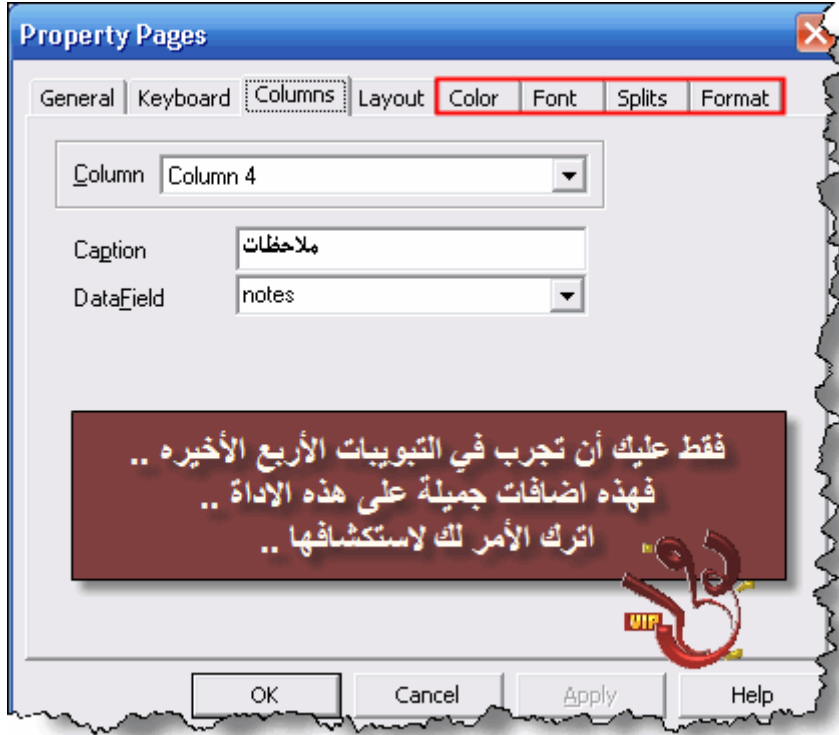 Property Pages
General Keyboard Columns Layout Color Font Splits Format
Column Column 4
Caption ملاحظات
DataField notes
فقط عليك أن تجرب في التبويبات الأربع الأخيره ..
فهذه اضافات جميلة على هذه الاداة ..
اترك الأمر لك لاستكشافها ..
VIP
OK Cancel Apply Help